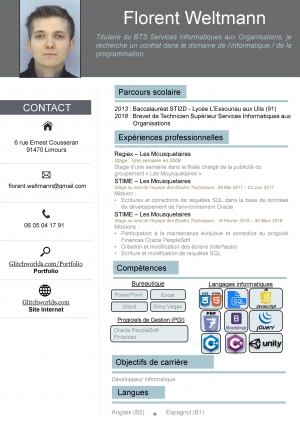 Florent Weltmann
Titulaire du BTS Services Informatiques aux Organisations, je
recherche un contrat dans le domaine de l'informatique / de la
programmation.
CONTACT
6 rue Ernest Cousseran
91470 Limours
florent.weltmann@gmail.com
06 05 04 17 91
Glitchworlds.com/Portfolio
Portfolio
Glitchworlds.com
Site Internet
Parcours scolaire
2013 : Baccalauréat STI2D - Lycée L'Essouriau aux Ulis (91)
2018 : Brevet de Technicien Supérieur Services Informatiques aux
Organisations
Expériences professionnelles
Regiex – Les Mousquetaires
Stage : Une semaine en 2009
Stage d'une semaine dans la filiale chargé de la publicité du
groupement « Les Mousquetaires »
STIME – Les Mousquetaires
Stage au sein de l'équipe des Etudes Techniques : 29 Mai 2017 – 23 Juin 2017
Mission :
• Ecritures et corrections de requêtes SQL dans la base de données
de développement de l'environnement Oracle
STIME – Les Mousquetaires
Stage au sein de l'équipe des Etudes Techniques : 19 Février 2018 – 30 Mars 2018
Missions :
• Participation à la maintenance évolutive et corrective du progiciel
Finances Oracle PeopleSoft
• Création et modification des écrans (interfaces)
• Ecriture et modification de requêtes SQL
Compétences
Bureautique
PowerPoint
Excel
Word
Sony Vegas
Progiciels de Gestion (PGI)
Oracle PeopleSoft
Finances
Langages informatiques
HTML
CSS
SQL
Javascript
php
7
B
Bootstrap
jQuery
C++
C#
unity
Objectifs de carrière
Développeur informatique
Langues
Anglais (B2)
Espagnol (B1)